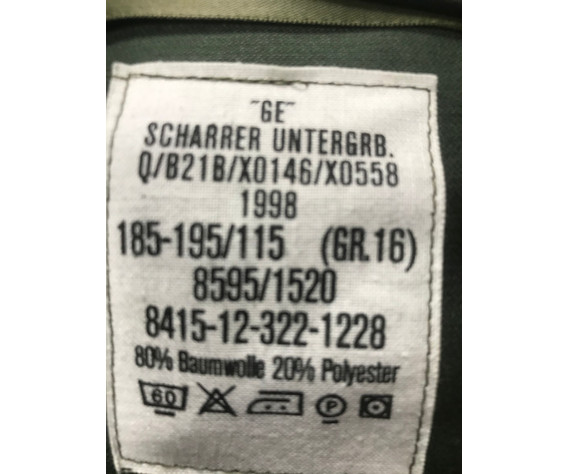 "GE"
SCHARRER UNTERGRB.
Q/B21B/X0146/X0558
1998
185-195/115 (GR.16)
8595/1520
8415-12-322-1228
80% Baumwolle 20% Polyester
60 P